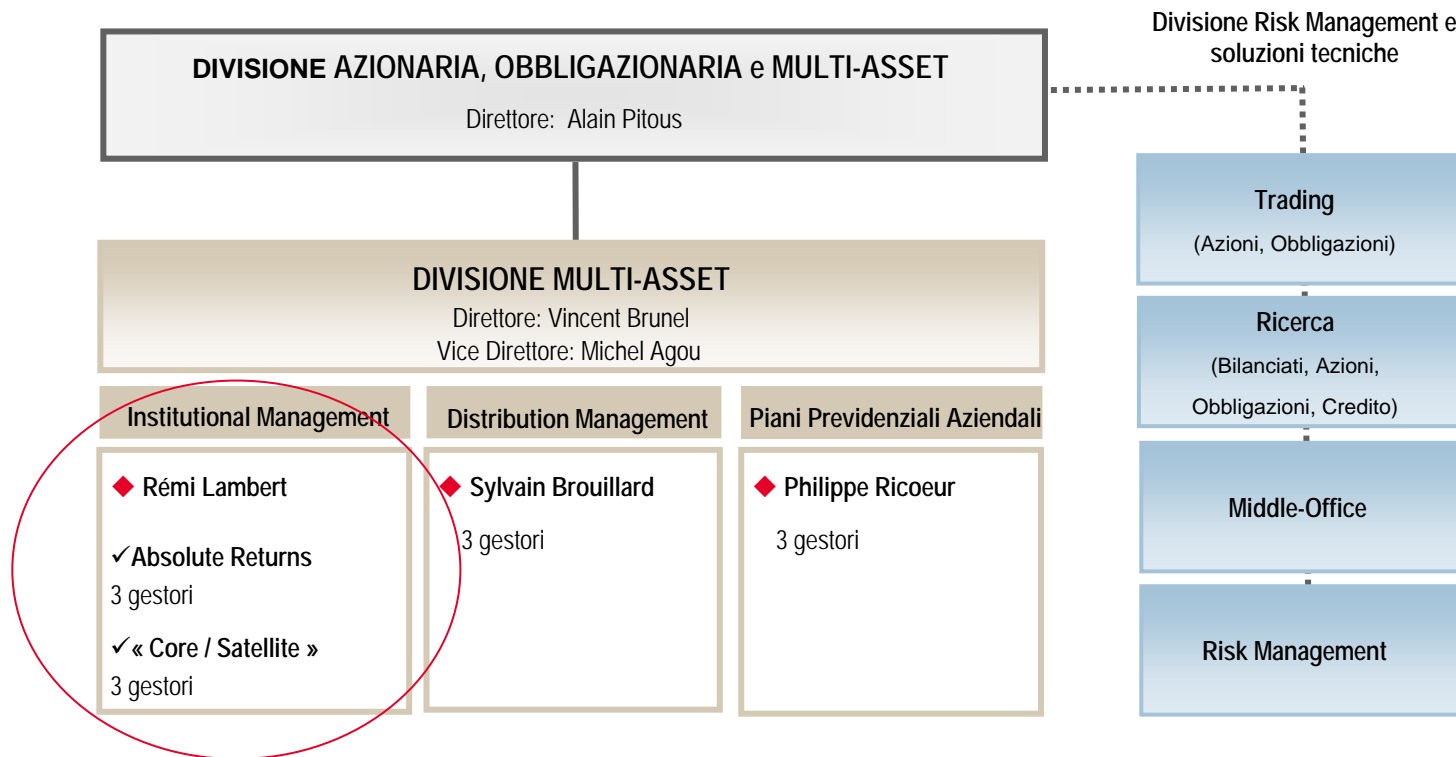 DIVISIONE AZIONARIA, OBBLIGAZIONARIA e MULTI-ASSET
Direttore: Alain Pitous
DIVISIONE MULTI-ASSET
Direttore: Vincent Brunel
Vice Direttore: Michel Agou
Institutional Management
Rémi Lambert
✓Absolute Returns
3 gestori
✓« Core / Satellite »
3 gestori
Distribution Management
Sylvain Brouillard
3 gestori
Piani Previdenziali Aziendali
Philippe Ricoeur
3 gestori
Divisione Risk Management e
soluzioni tecniche
Trading
(Azioni, Obbligazioni)
Ricerca
(Bilanciati, Azioni,
Obbligazioni, Credito)
Middle-Office
Risk Management